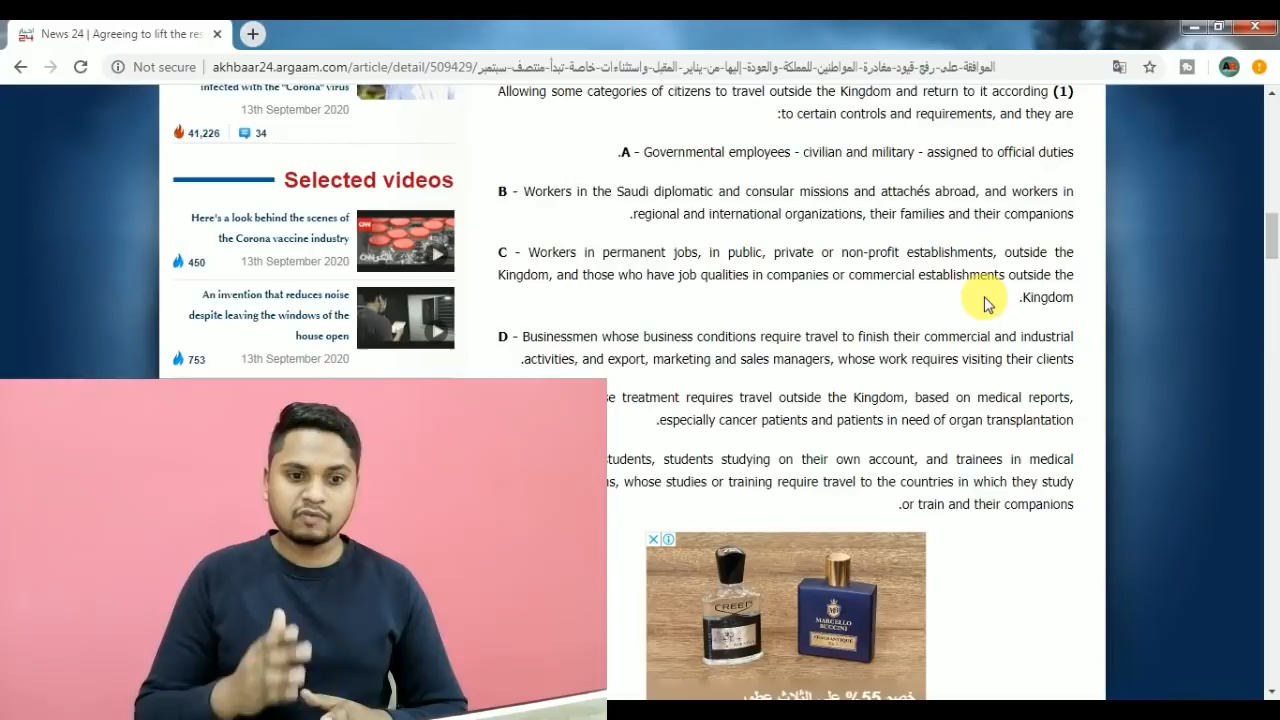 News 24 | Agreeing to lift the res
Not secure
akhbaar24.argaam.com/article/detail/509429/الموافقة-على-رفع-قيود-مغادرة-المواطنين-للمملكة-والعودة-إليها-من-يناير-المقبل-واستثناءات-خاصة-تبدأ-منتصف-سبتمبر
infected with the "Corona" virus
13th September 2020
41,226
34
Selected videos
Here's a look behind the scenes of
the Corona vaccine industry
13th September 2020
450
An invention that reduces noise
despite leaving the windows of the
house open
13th September 2020
753
Allowing some categories of citizens to travel outside the Kingdom and return to it according (1)
:to certain controls and requirements, and they are
.A - Governmental employees - civilian and military - assigned to official duties
B - Workers in the Saudi diplomatic and consular missions and attachés abroad, and workers in
.regional and international organizations, their families and their companions
C - Workers in permanent jobs, in public, private or non-profit establishments, outside the
Kingdom, and those who have job qualities in companies or commercial establishments outside the
.Kingdom
D - Businessmen whose business conditions require travel to finish their commercial and industrial
.activities, and export, marketing and sales managers, whose work requires visiting their clients
treatment requires travel outside the Kingdom, based on medical reports,
.especially cancer patients and patients in need of organ transplantation
students, students studying on their own account, and trainees in medical
whose studies or training require travel to the countries in which they study
.or train and their companions
CREED
MARCELLO
BUCCINI
خصم 55% على الثلاث عطور